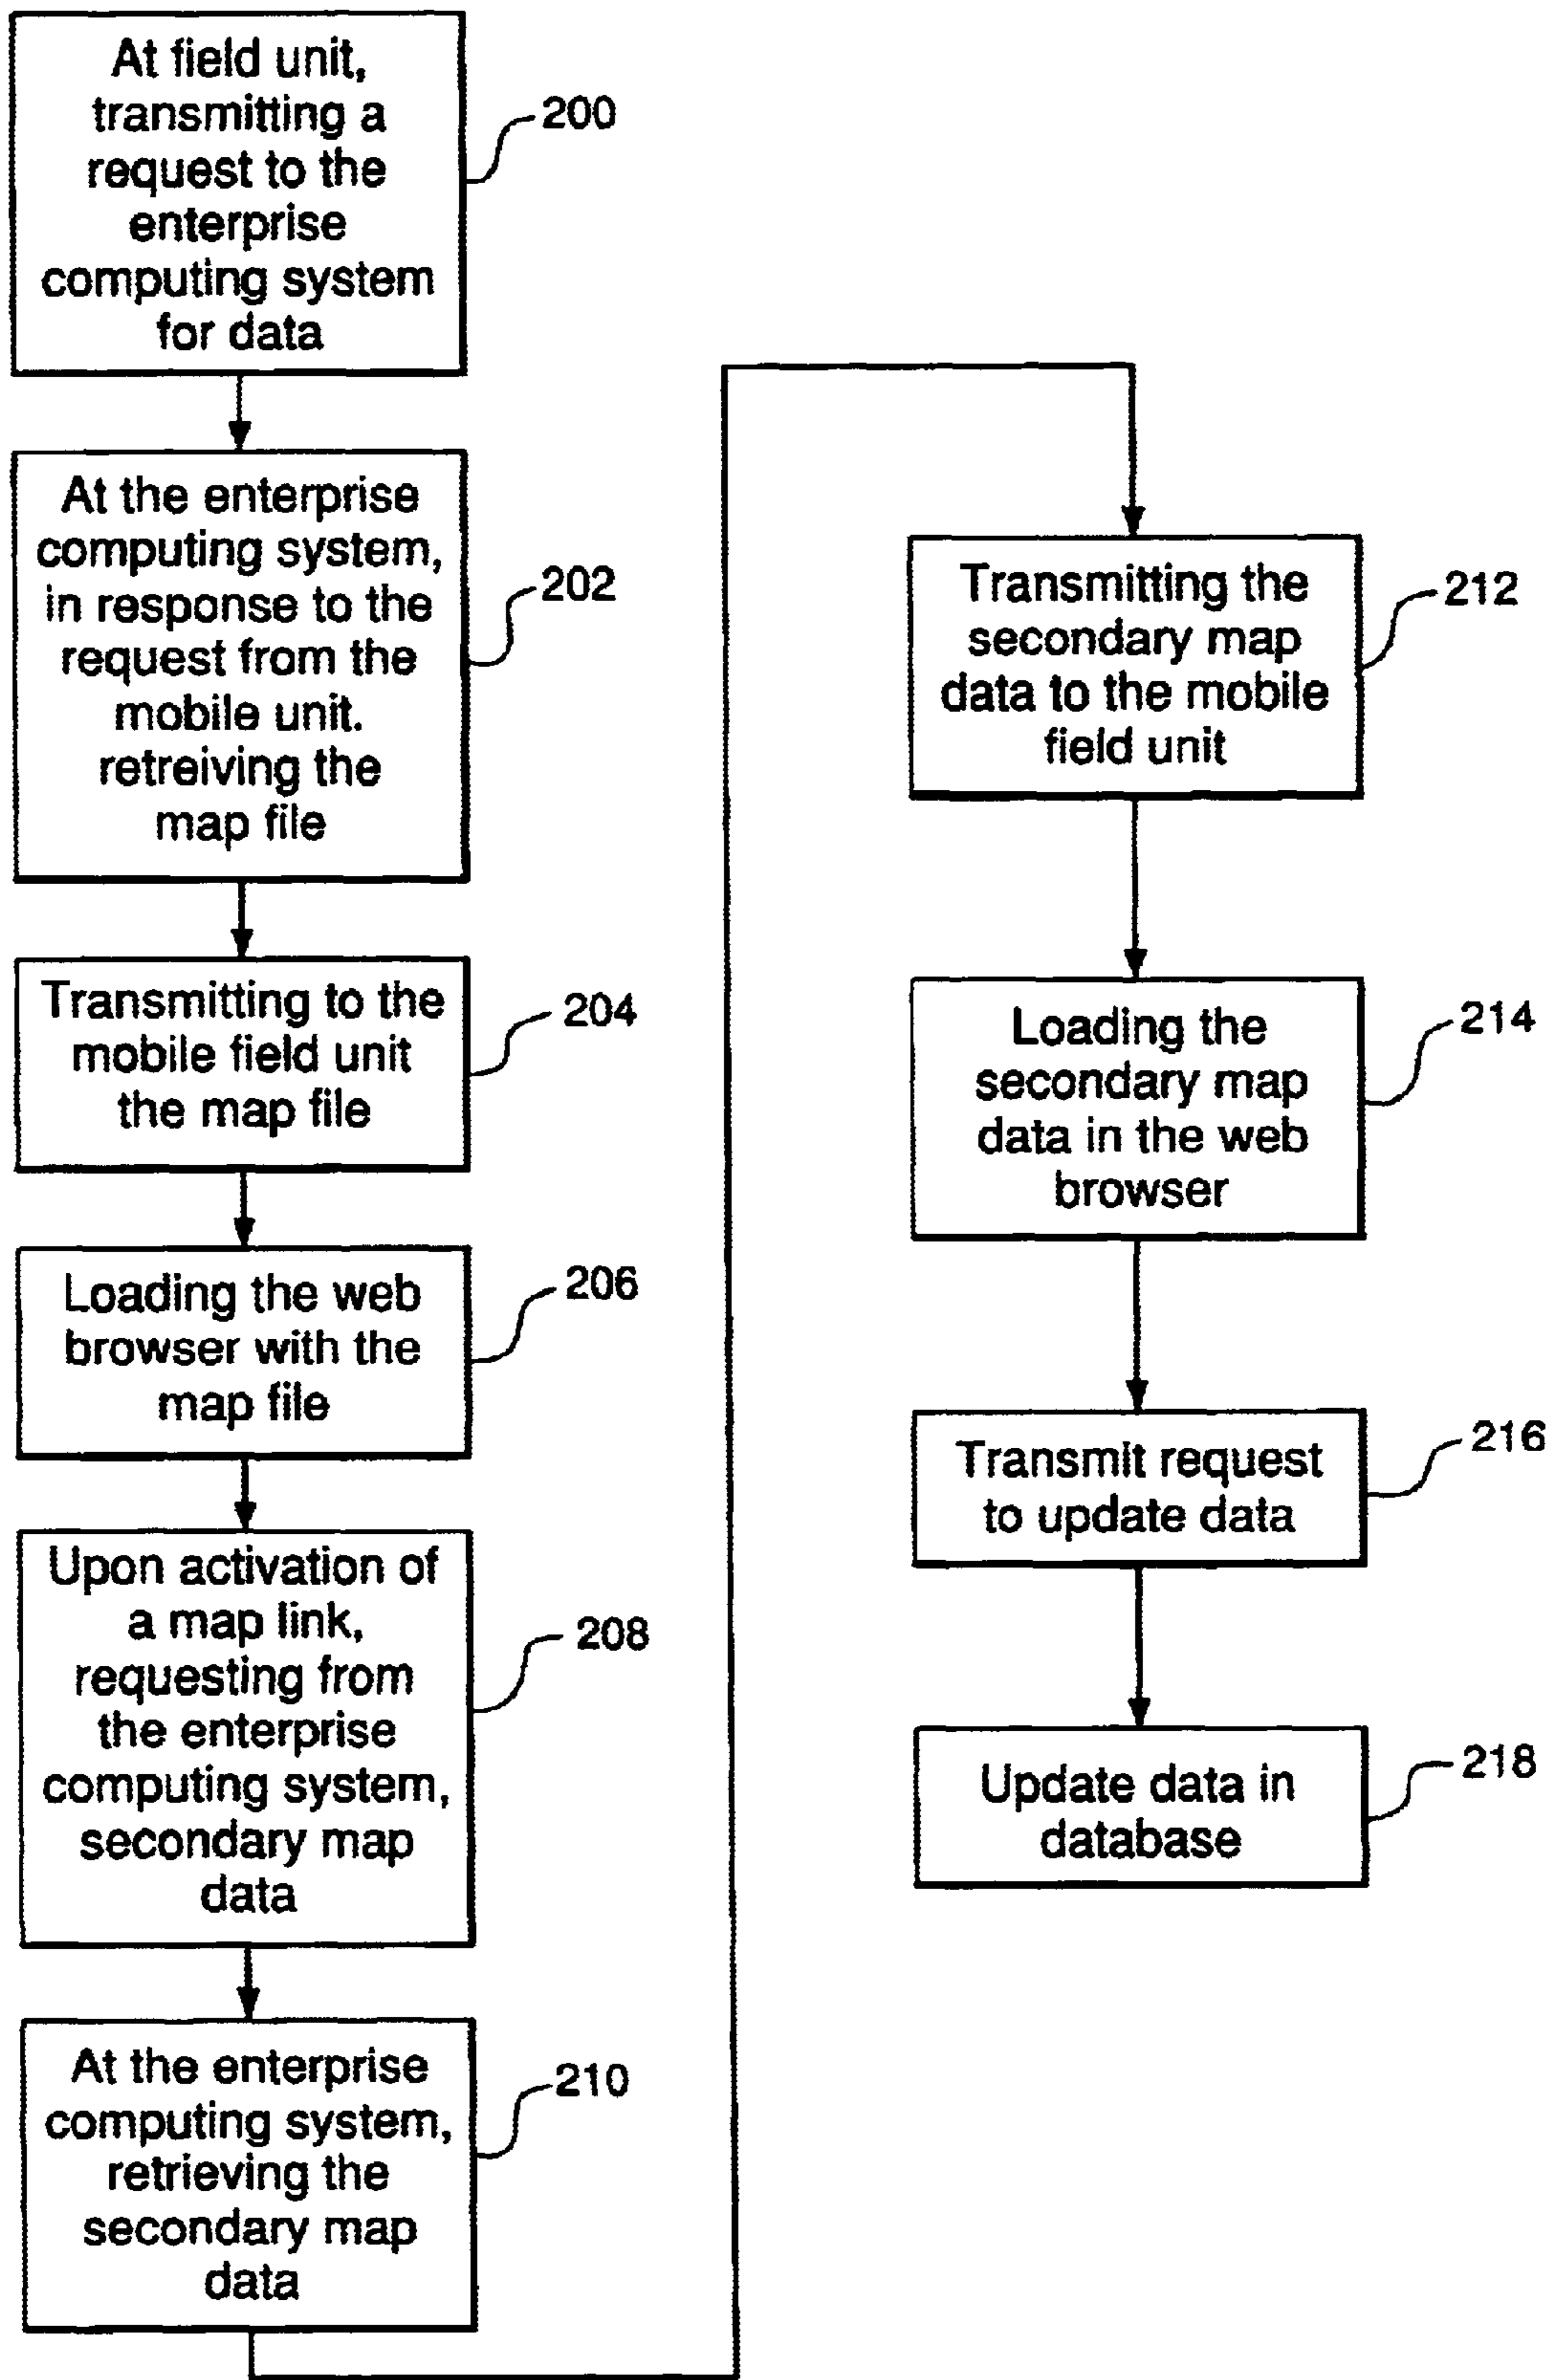 At field unit,
transmitting a
request to the
enterprise
computing system
for data
200
At the enterprise
computing system,
in response to the
request from the
mobile unit.
retreiving the
map file
202
Transmitting to the
mobile field unit
the map file
204
Loading the web
browser with the
map file
206
Upon activation of
a map link,
requesting from
the enterprise
computing system,
secondary map
data
208
At the enterprise
computing system,
retrieving the
secondary map
data
210
Transmitting the
secondary map
data to the mobile
field unit
212
Loading the
secondary map
data in the web
browser
214
Transmit request
to update data
216
Update data in
database
218